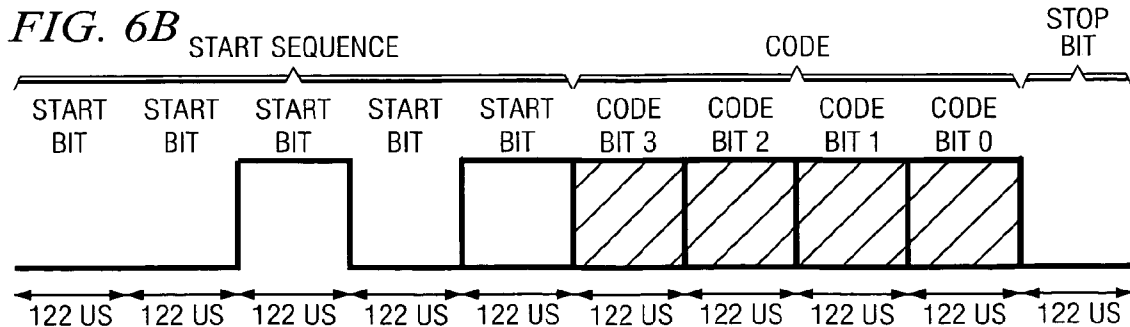 FIG. 6B
START SEQUENCE CODE STOP BIT
START BIT START BIT START BIT START BIT START BIT CODE BIT 3 CODE BIT 2 CODE BIT 1 CODE BIT 0
122 US 122 US 122 US 122 US 122 US 122 US 122 US 122 US 122 US 122 US